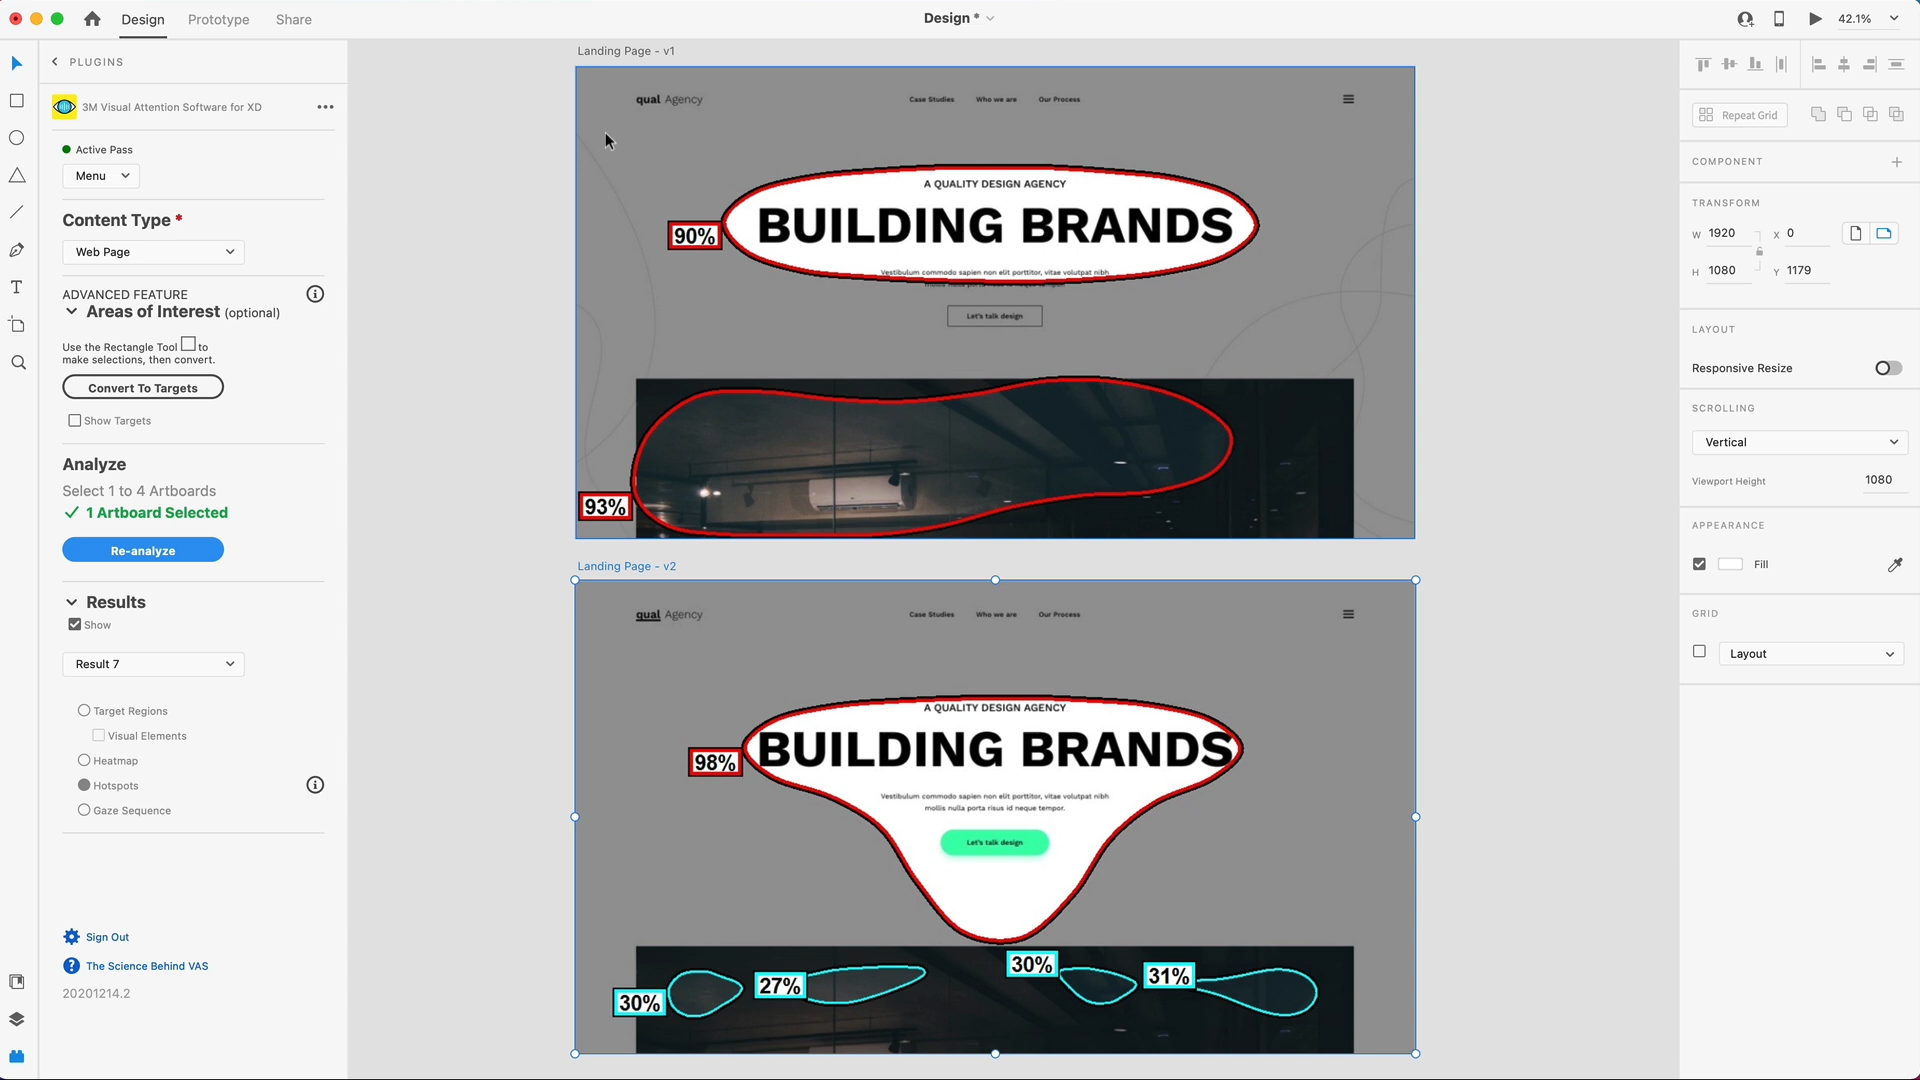 Design
Prototype
Share
Design *
42.1%
PLUGINS
3M Visual Attention Software for XD
Active Pass
Menu
Content Type *
Web Page
ADVANCED FEATURE
Areas of Interest (optional)
Use the Rectangle Tool to
make selections, then convert.
Convert To Targets
Show Targets
Analyze
Select 1 to 4 Artboards
1 Artboard Selected
Re-analyze
Results
Show
Result 7
Target Regions
Visual Elements
Heatmap
Hotspots
Gaze Sequence
Sign Out
The Science Behind VAS
20201214.2
Landing Page - v1
qual Agency
Case Studies
Who we are
Our Process
A QUALITY DESIGN AGENCY
BUILDING BRANDS
90%
Vestibulum commodo sapien non elit porttitor, vitae volutpat nibh
Let's talk design
93%
Landing Page - v2
qual Agency
Case Studies
Who we are
Our Process
A QUALITY DESIGN AGENCY
BUILDING BRANDS
98%
Vestibulum commodo sapien non elit porttitor, vitae volutpat nibh
mollis nulla porta risus id neque tempor.
Let's talk design
30%
27%
30%
31%
Repeat Grid
COMPONENT
TRANSFORM
W 1920
X 0
H 1080
Y 1179
LAYOUT
Responsive Resize
SCROLLING
Vertical
Viewport Height
1080
APPEARANCE
Fill
GRID
Layout